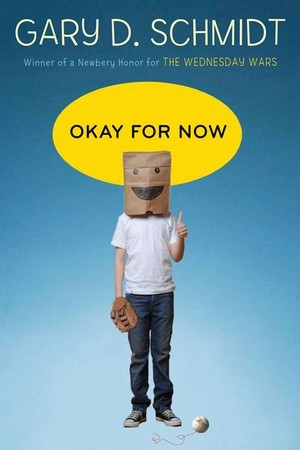 GARY D. SCHMIDT
Winner of a Newbery Honor for THE WEDNESDAY WARS
OKAY FOR NOW